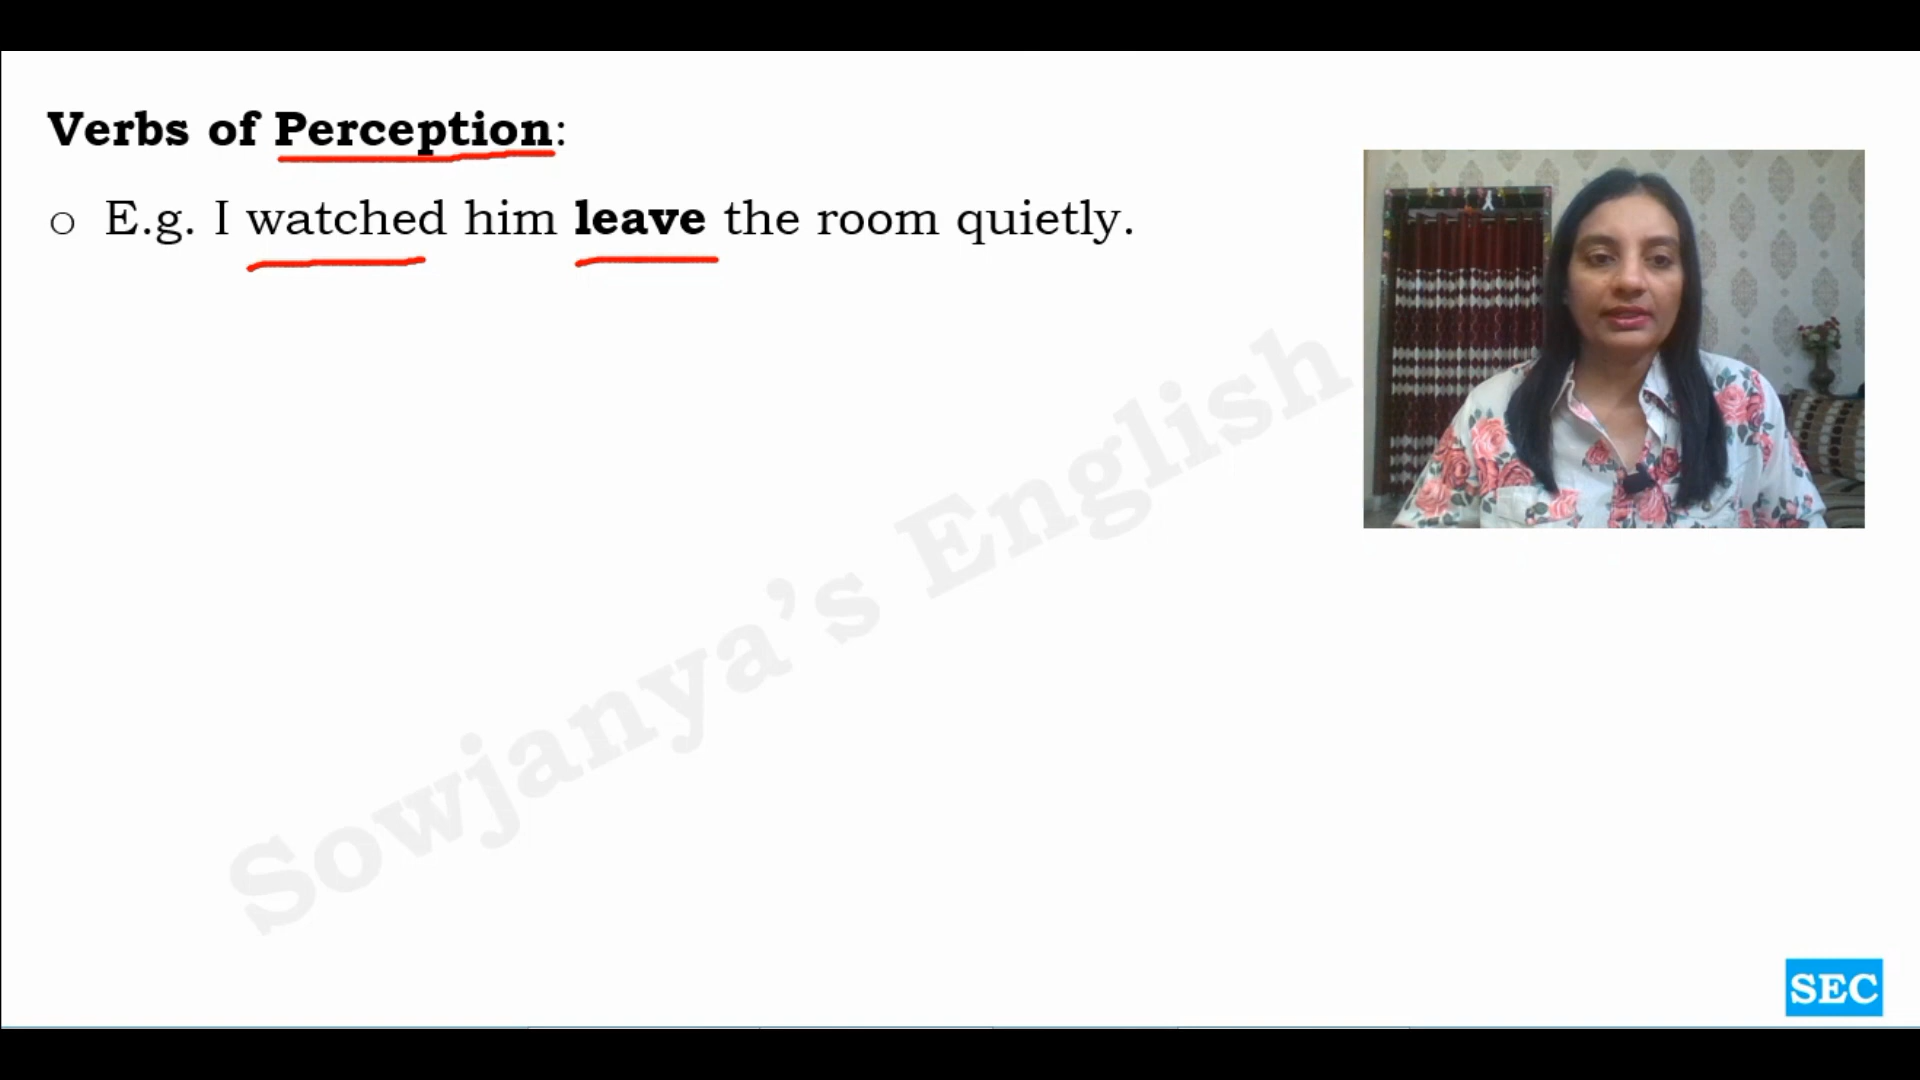 Verbs of Perception:
o E.g. I watched him leave the room quietly.
Sowjanya's English
SEC